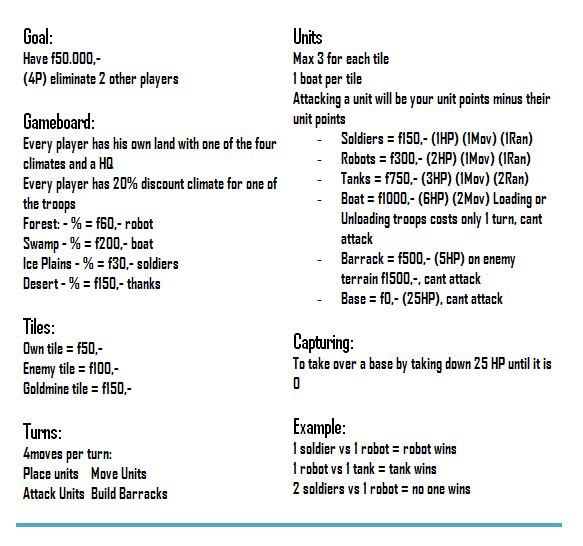 Goal:
Have f50.000,-
(4P) eliminate 2 other players
Gameboard:
Every player has his own land with one of the four
climates and a HQ
Every player has 20% discount climate for one of
the troops
Forest: - % = f60,- robot
Swamp - % = f200,- boat
Ice Plains - % = f30,- soldiers
Desert - % = f150,- thanks
Tiles:
Own tile = f50,-
Enemy tile = f100,-
Goldmine tile = f150,-
Turns:
4moves per turn:
Place units Move Units
Attack Units Build Barracks
Units
Max 3 for each tile
1 boat per tile
Attacking a unit will be your unit points minus their
unit points
- Soldiers = f150,- (1HP) (1Mov) (1Ran)
- Robots = f300,- (2HP) (1Mov) (1Ran)
- Tanks = f750,- (3HP) (1Mov) (2Ran)
- Boat = f1000,- (6HP) (2Mov) Loading or
Unloading troops costs only 1 turn, cant
attack
- Barrack = f500,- (5HP) on enemy
terrain f1500,-, cant attack
- Base = f0,- (25HP), cant attack
Capturing:
To take over a base by taking down 25 HP until it is
0
Example:
1 soldier vs 1 robot = robot wins
1 robot vs 1 tank = tank wins
2 soldiers vs 1 robot = no one wins